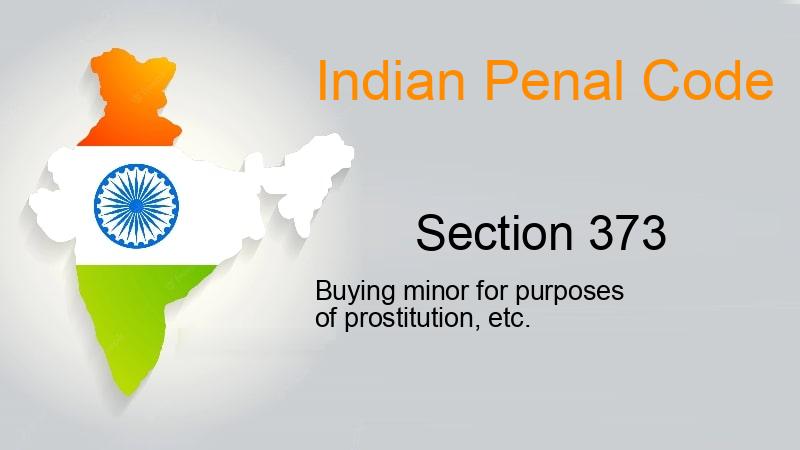 Indian Penal Code
Section 373
Buying minor for purposes
of prostitution, etc.